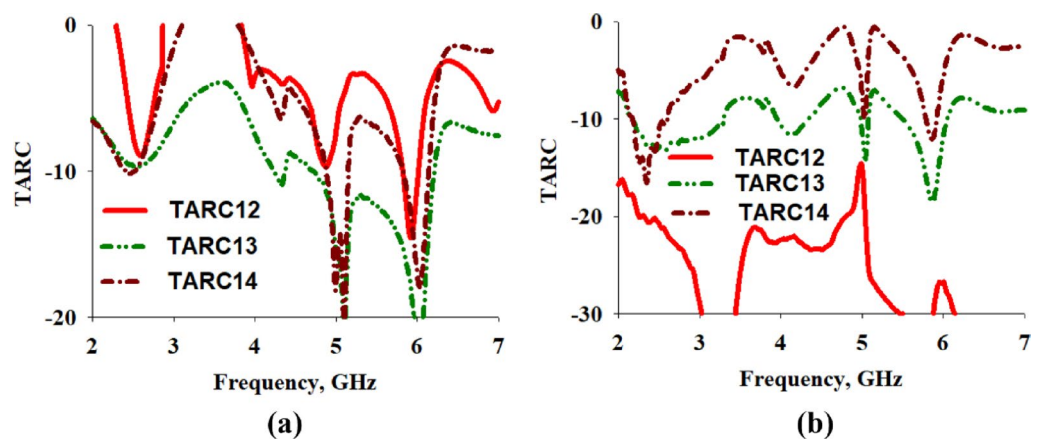 0
-10
-20
TARC
TARC12
TARC13
TARC14
2 3 4 5 6 7
Frequency, GHz
(a)
0
-10
-20
-30
TARC
TARC12
TARC13
TARC14
2 3 4 5 6 7
Frequency, GHz
(b)